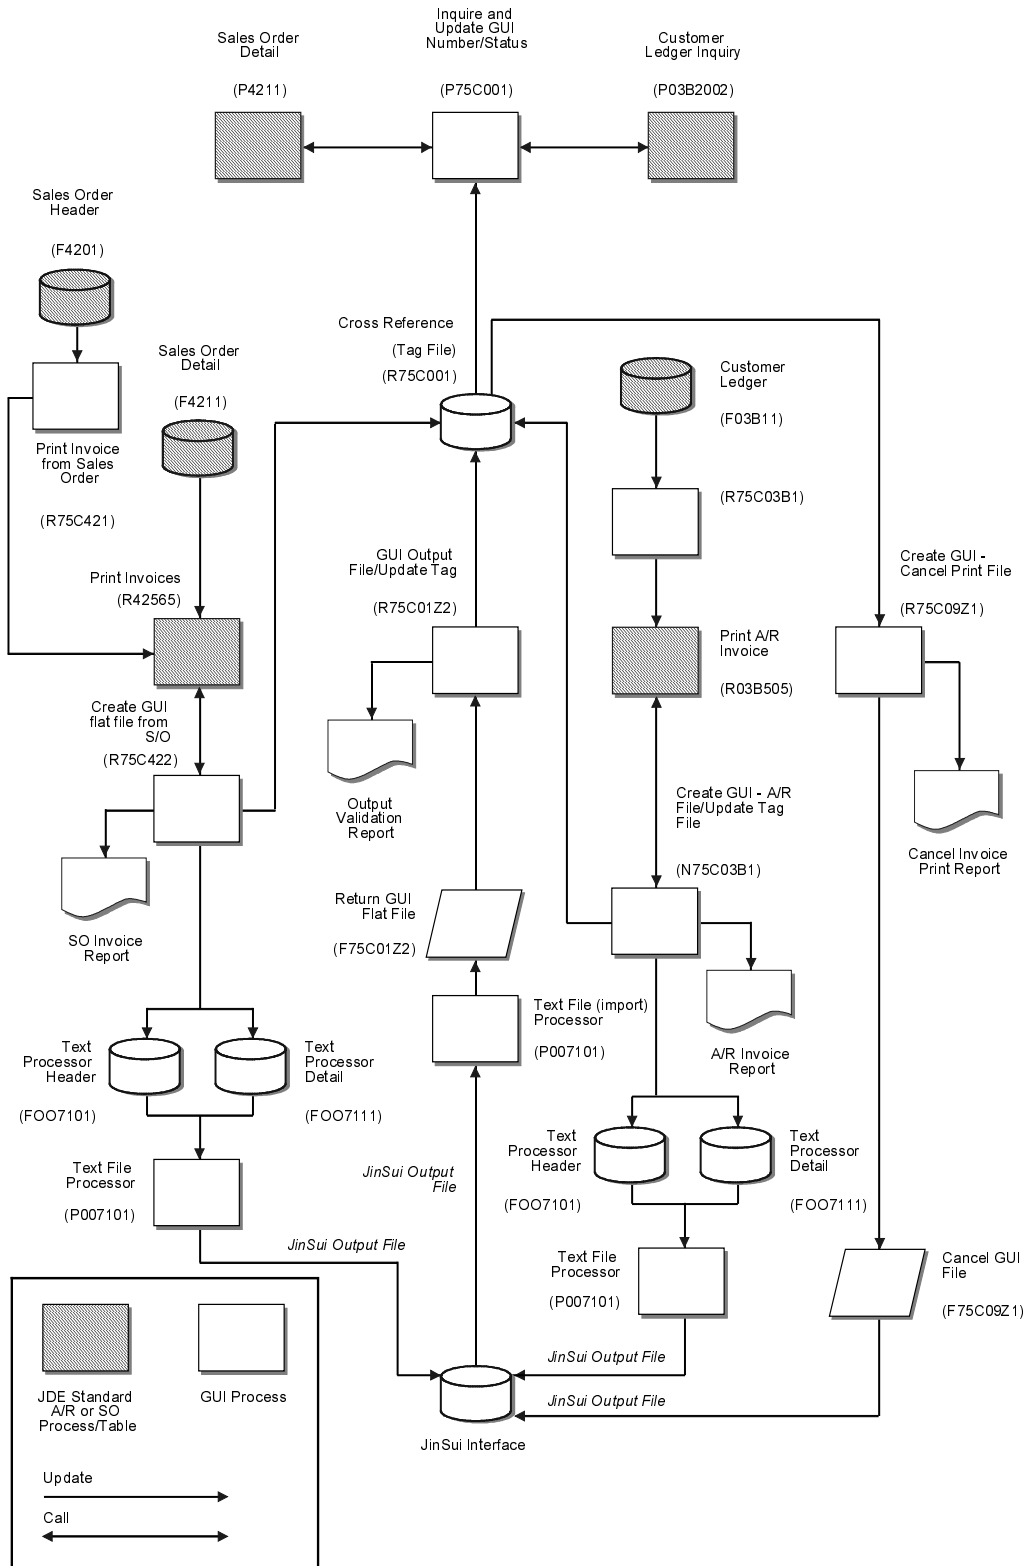 Inquire and
Update GUI
Number/Status
(P75C001)
Sales Order
Detail
(P4211)
Customer
Ledger Inquiry
(P03B2002)
Sales Order
Header
(F4201)
Print Invoice
from Sales
Order
(R75C421)
Sales Order
Detail
(F4211)
Cross Reference
(Tag File)
(R75C001)
Customer
Ledger
(F03B11)
(R75C03B1)
Print Invoices
(R42565)
GUI Output
File/Update Tag
(R75C01Z2)
Print A/R
Invoice
(R03B505)
Create GUI -
Cancel Print File
(R75C09Z1)
Create GUI
flat file from
S/O
(R75C422)
Output
Validation
Report
Create GUI - A/R
File/Update Tag
File
(N75C03B1)
Cancel Invoice
Print Report
SO Invoice
Report
Return GUI
Flat File
(F75C01Z2)
Text File (import)
Processor
(P007101)
A/R Invoice
Report
Text
Processor
Header
(FOO7101)
Text
Processor
Detail
(FOO7111)
Text File
Processor
(P007101)
JinSui Output
File
Text
Processor
Header
(FOO7101)
Text
Processor
Detail
(FOO7111)
Text File
Processor
(P007101)
Cancel GUI
File
(F75C09Z1)
JinSui Output File
JinSui Output File
JinSui Output File
JinSui Interface
JDE Standard
A/R or SO
Process/Table
GUI Process
Update
Call